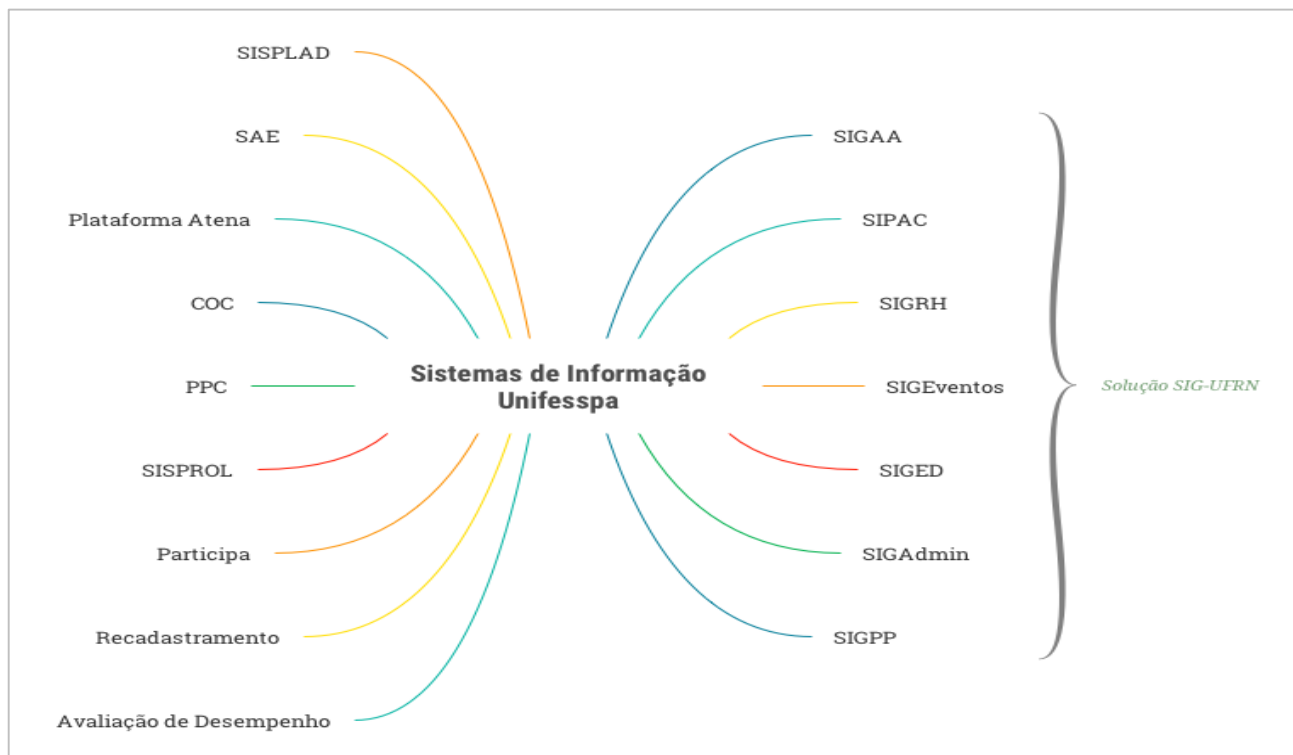 SISPLAD
SAE
Plataforma Atena
COC
PPC
SISPROL
Participa
Recadastramento
Avaliação de Desempenho
Sistemas de Informação
Unifesspa
SIGAA
SIPAC
SIGRH
SIGEventos
SIGED
SIGAdmin
SIGPP
Solução SIG-UFRN